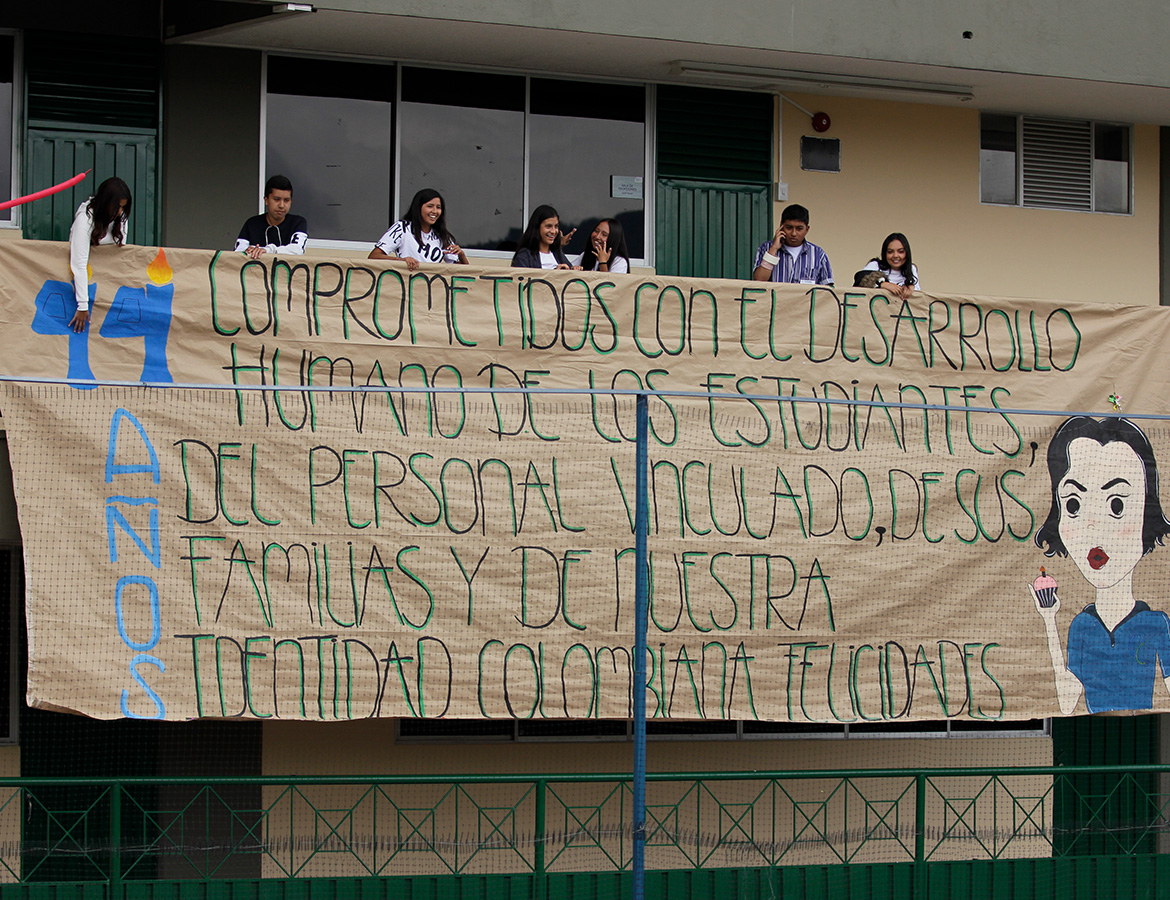 44 COMPROMETIDOS CON EL DESARROLLO
HUMANO DE LOS ESTUDIANTES,
DEL PERSONAL VINCULADO, DE SUS
FAMILIAS Y DE NUESTRA
IDENTIDAD COLOMBIANA FELICIDADES
AÑOS